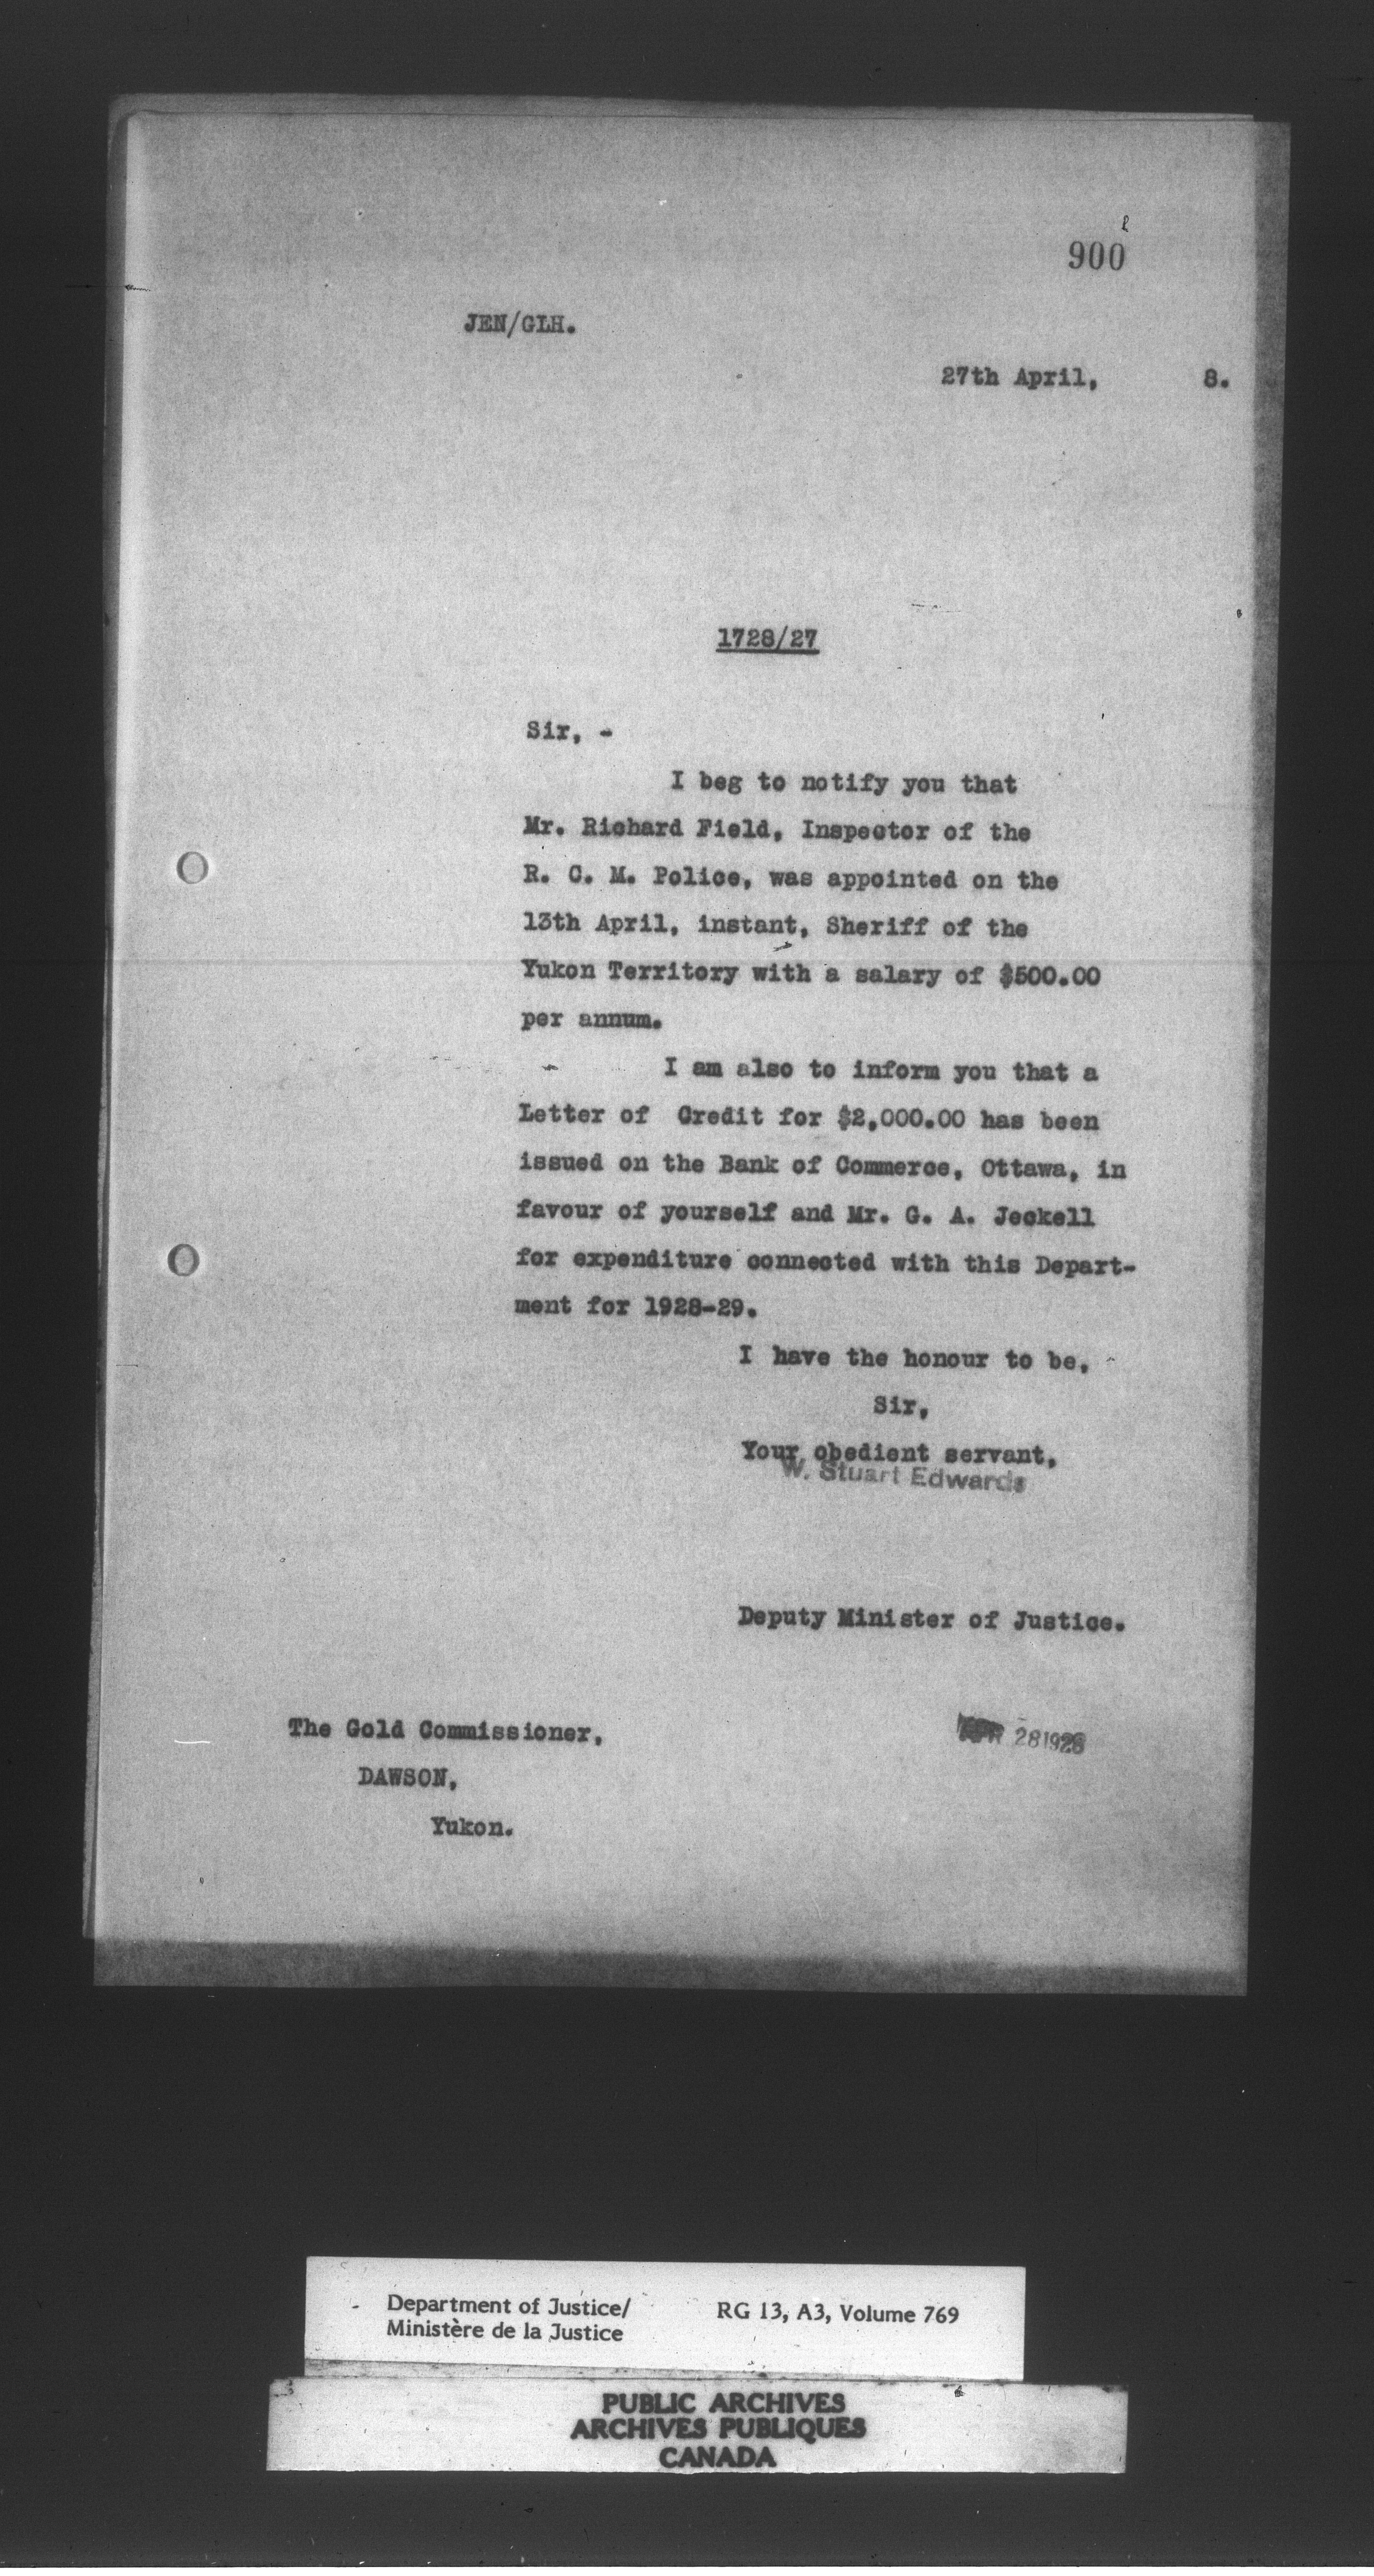 900
JEN/GLH.
27th April, 8.
1728/27
Sir, -
I beg to notify you that
Mr. Richard Field, Inspector of the
R. C. M. Police, was appointed on the
13th April, instant, Sheriff of the
Yukon Territory with a salary of $500.00
per annum.
I am also to inform you that a
Letter of Credit for $2,000.00 has been
issued on the Bank of Commerce, Ottawa, in
favour of yourself and Mr. G. A. Jeckell
for expenditure connected with this Depart-
ment for 1928-29.
I have the honour to be,
Sir,
Your obedient servant,
W. Stuart Edwards
Deputy Minister of Justice.
The Gold Commissioner,
DAWSON,
Yukon.
APR 28 1928
Department of Justice/
Ministère de la Justice
RG 13, A3, Volume 769
PUBLIC ARCHIVES
ARCHIVES PUBLIQUES
CANADA